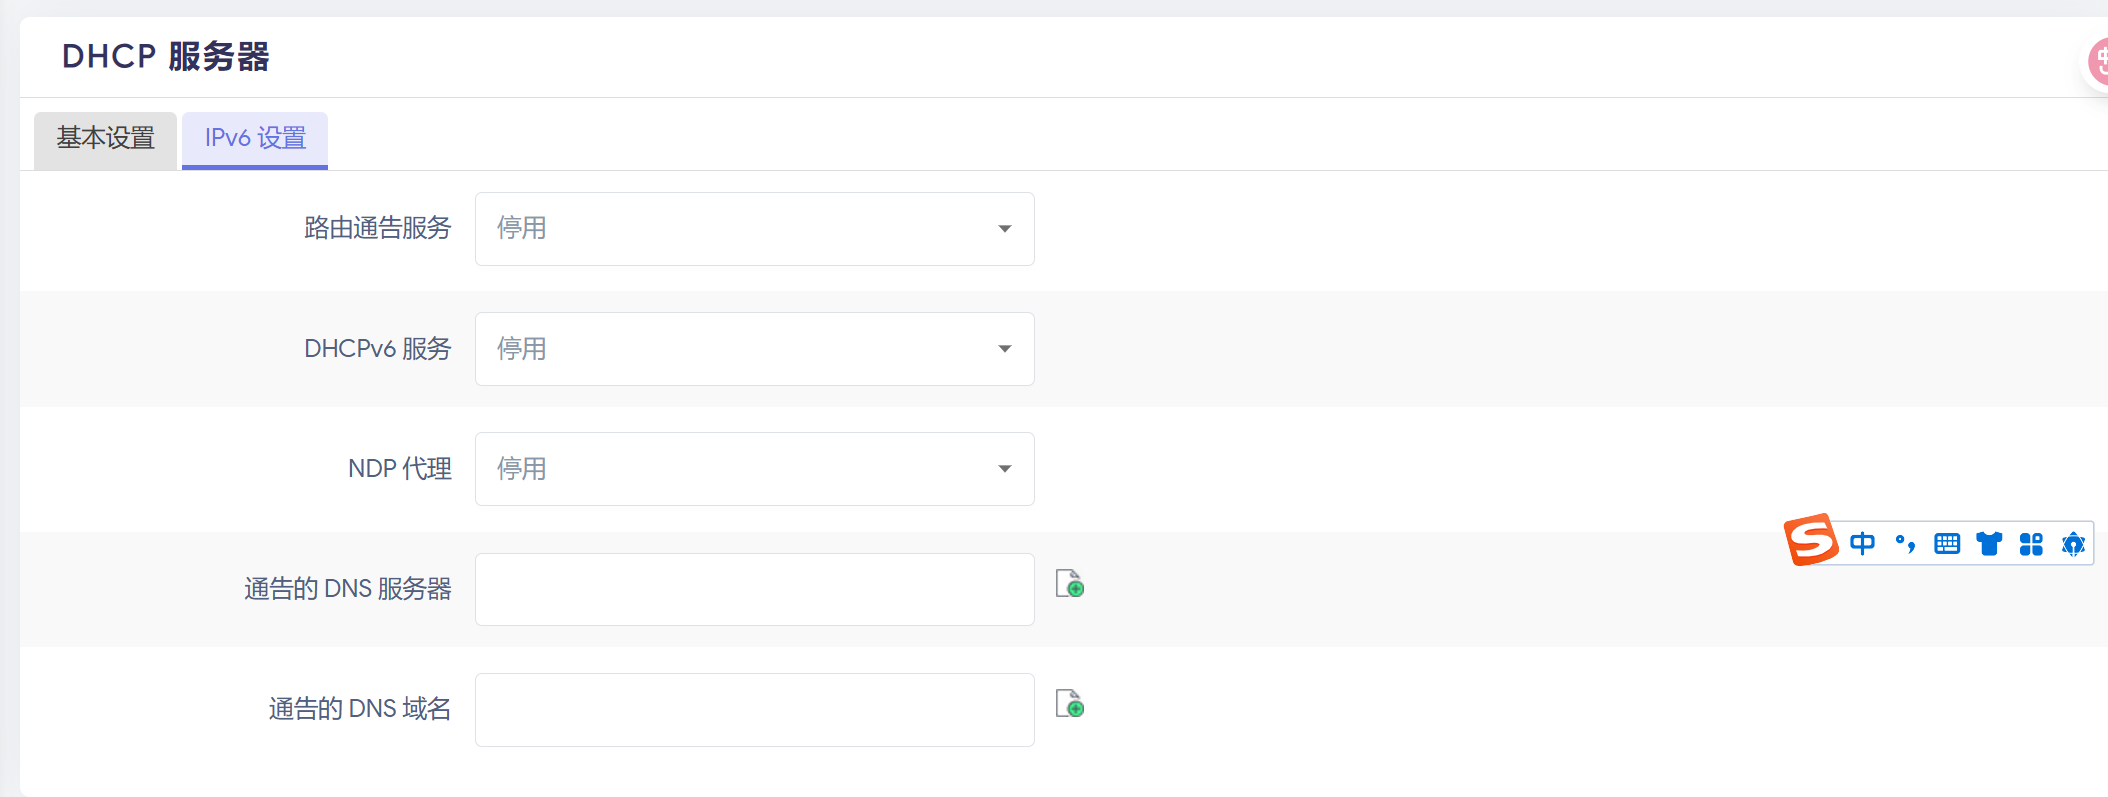 DHCP 服务器
基本设置
IPv6 设置
路由通告服务
停用
DHCPv6 服务
停用
NDP 代理
停用
中
通告的 DNS 服务器
通告的 DNS 域名